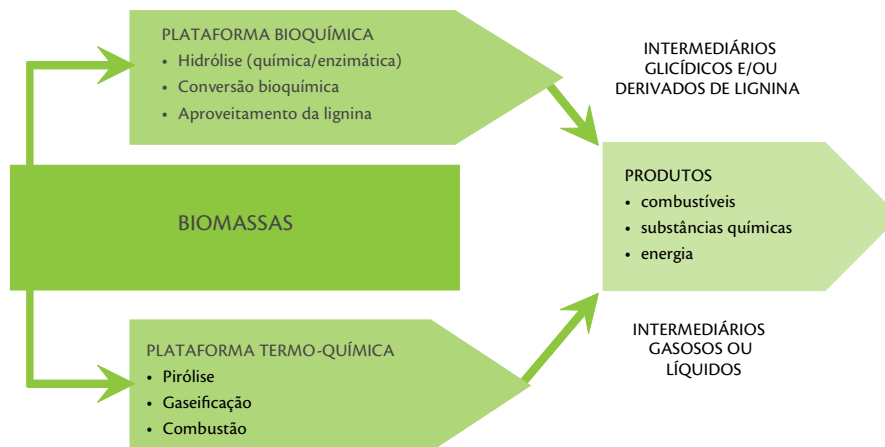 PLATAFORMA BIOQUÍMICA
• Hidrólise (química/enzimática)
• Conversão bioquímica
• Aproveitamento da lignina
INTERMEDIÁRIOS
GLICÍDICOS E/OU
DERIVADOS DE LIGNINA
BIOMASSAS
PRODUTOS
• combustíveis
• substâncias químicas
• energia
PLATAFORMA TERMO-QUÍMICA
• Pirólise
• Gaseificação
• Combustão
INTERMEDIÁRIOS
GASOSOS OU
LÍQUIDOS